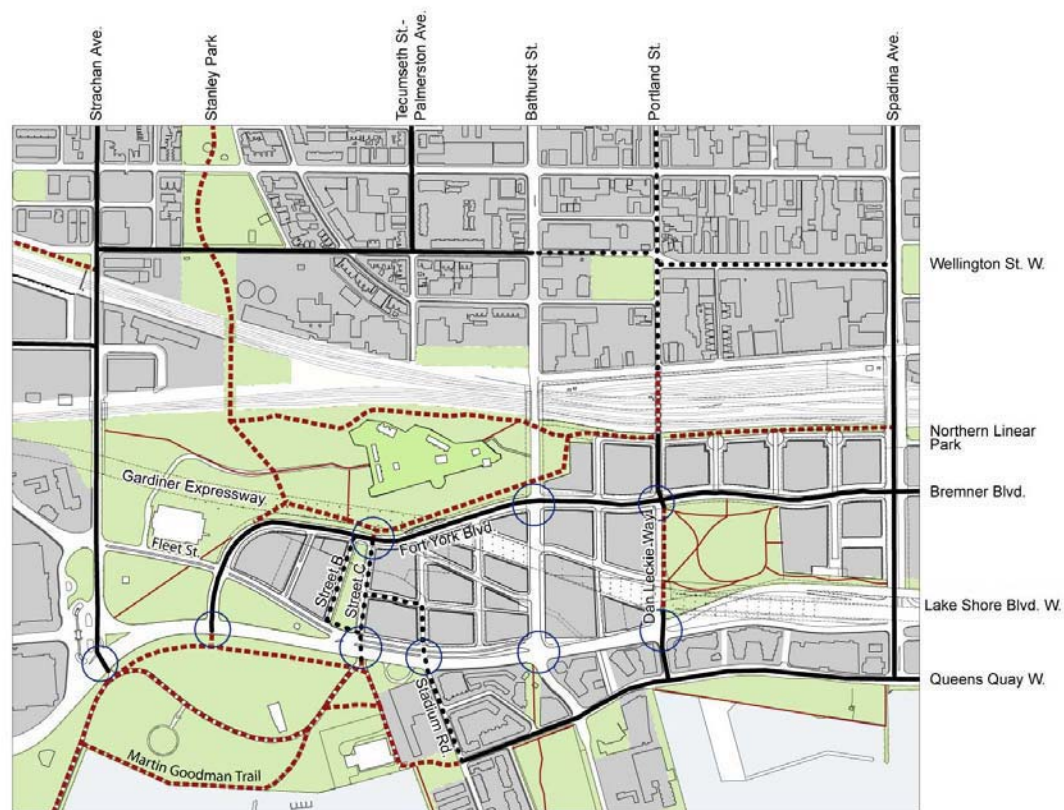 Strachan Ave.
Stanley Park
Tecumseth St.-
Palmerston Ave.
Bathurst St.
Portland St.
Spadina Ave.
Wellington St. W.
Northern Linear
Park
Gardiner Expressway
Bremner Blvd.
Fort York Blvd.
Fleet St.
Street B
Street C
Dan Leckie Way
Lake Shore Blvd. W.
Queens Quay W.
Stadium Rd.
Martin Goodman Trail